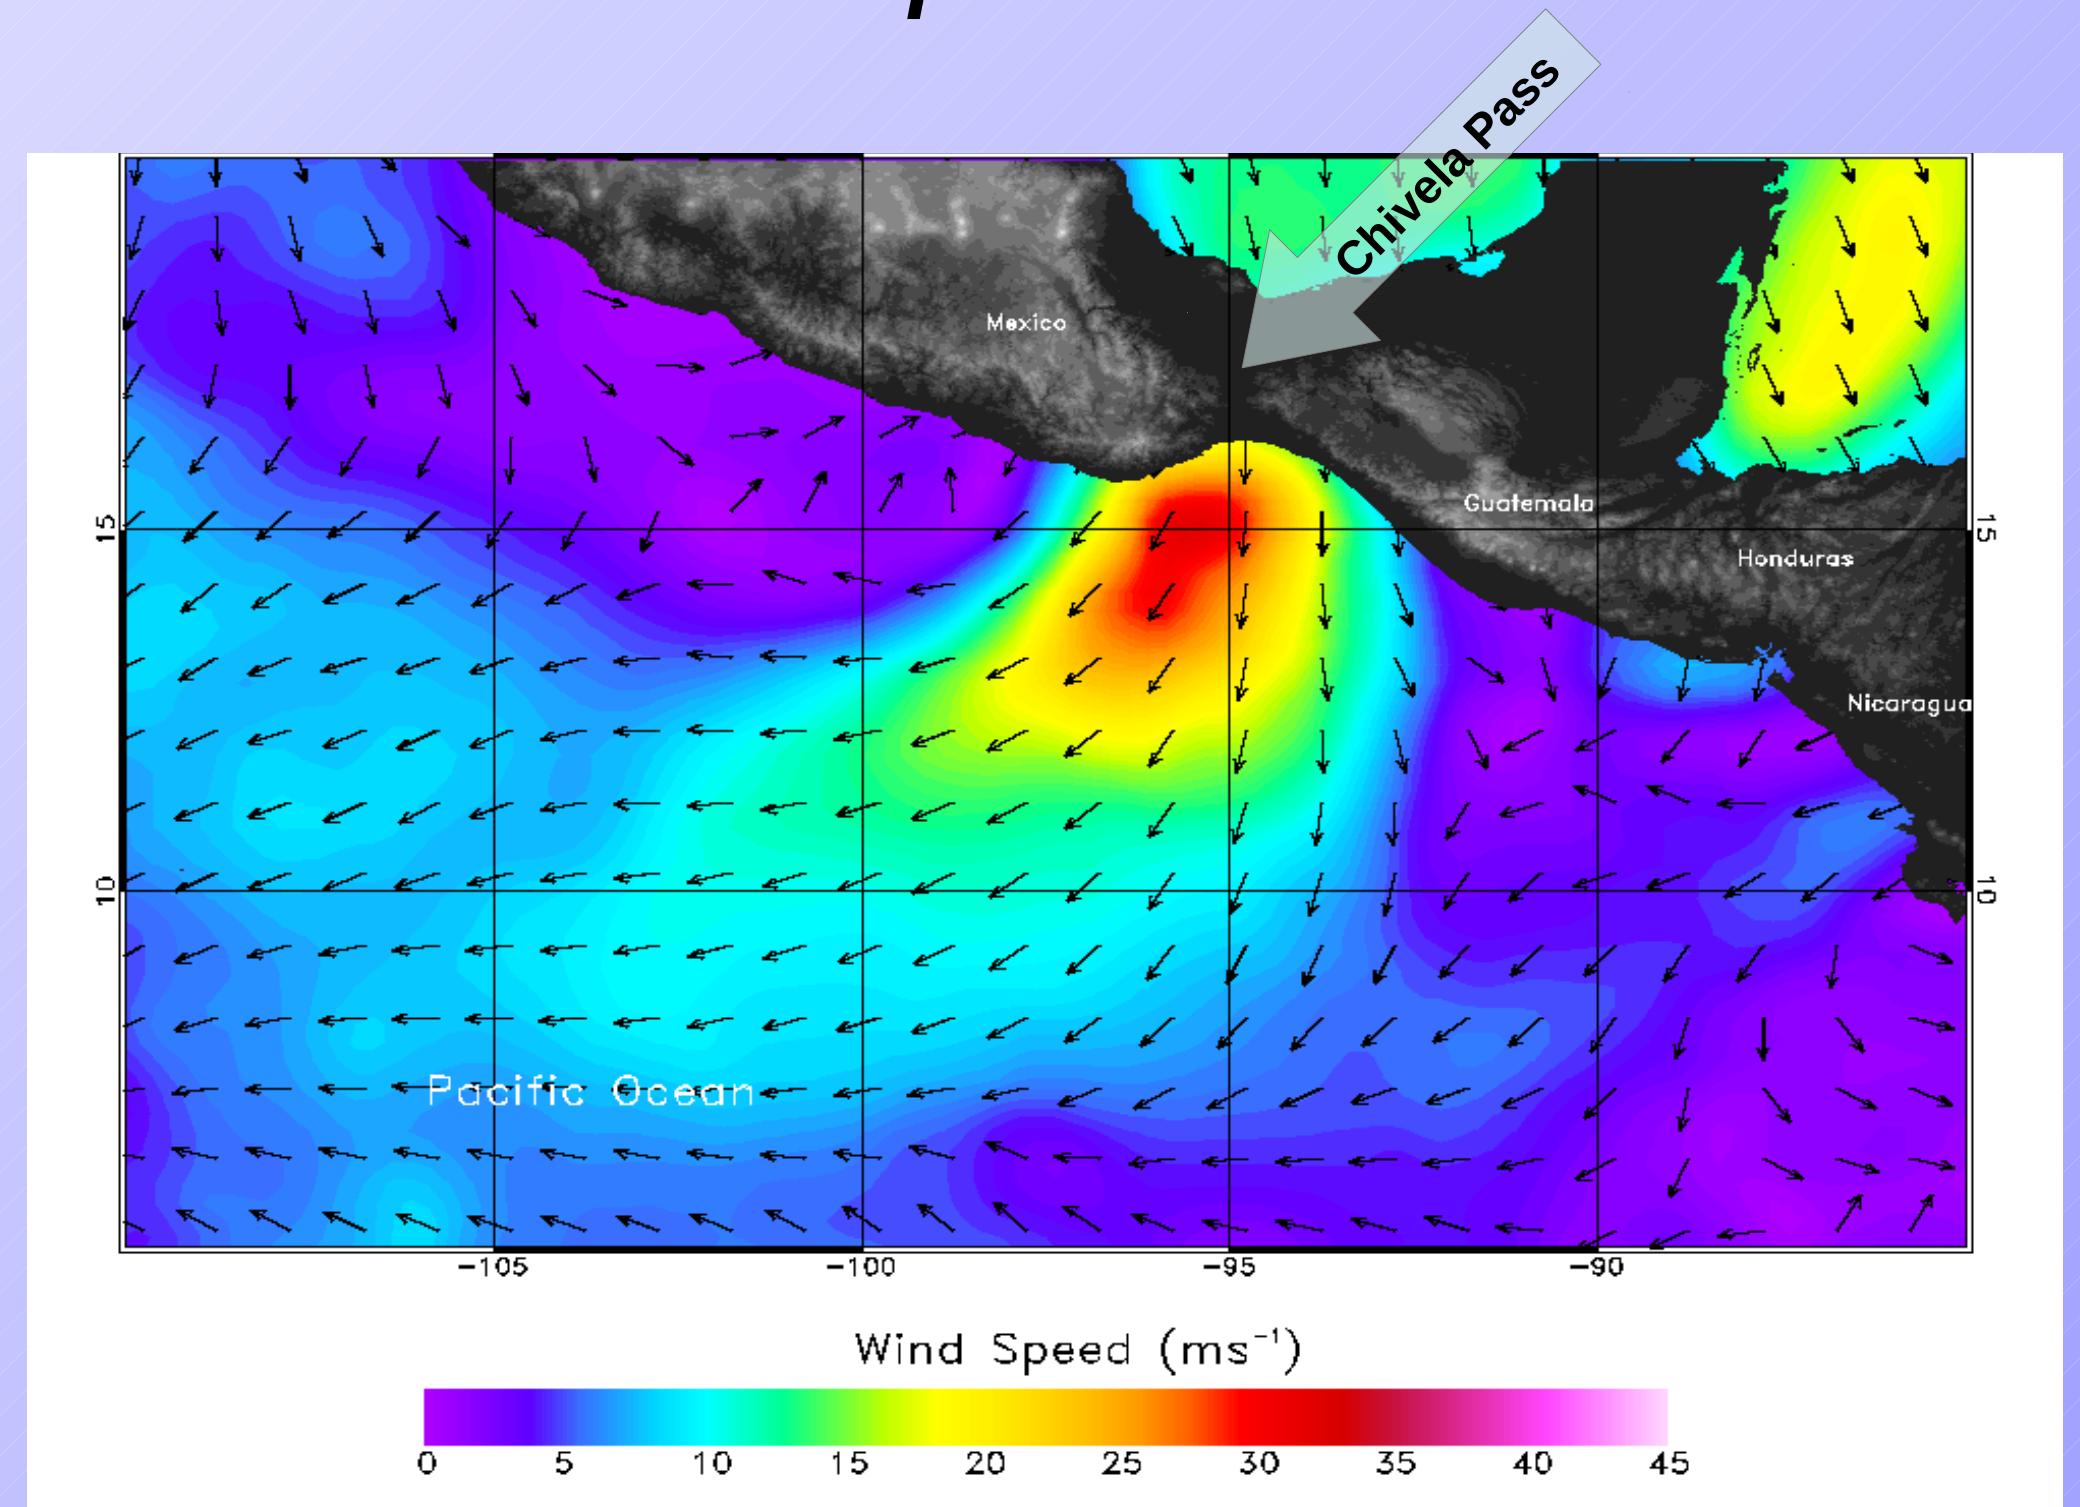 Chivela Pass
Mexico
Guatemala
15
15
Honduras
Nicaragua
10
10
Pacific Ocean
-105
-100
-95
-90
Wind Speed (ms⁻¹)
0 5 10 15 20 25 30 35 40 45